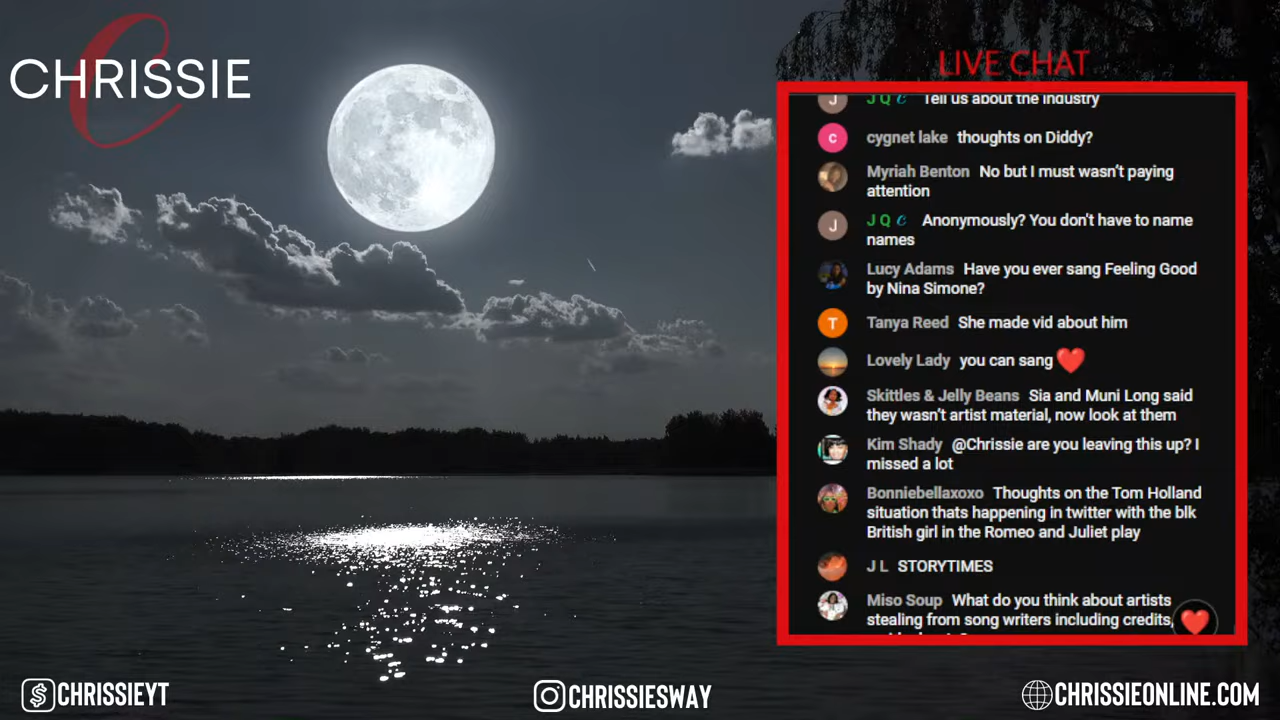 CHRISSIE
LIVE CHAT
J Q Tell us about the industry
cygnet lake thoughts on Diddy?
Myriah Benton No but I must wasn't paying
attention
J Q Anonymously? You don't have to name
names
Lucy Adams Have you ever sang Feeling Good
by Nina Simone?
Tanya Reed She made vid about him
Lovely Lady you can sang ❤️
Skittles & Jelly Beans Sia and Muni Long said
they wasn't artist material, now look at them
Kim Shady @Chrissie are you leaving this up? I
missed a lot
Bonniebellaxoxo Thoughts on the Tom Holland
situation thats happening in twitter with the blk
British girl in the Romeo and Juliet play
J L STORYTIMES
Miso Soup What do you think about artists
stealing from song writers including credits,
CHRISSIEYT
CHRISSIESWAY
CHRISSIEONLINE.COM